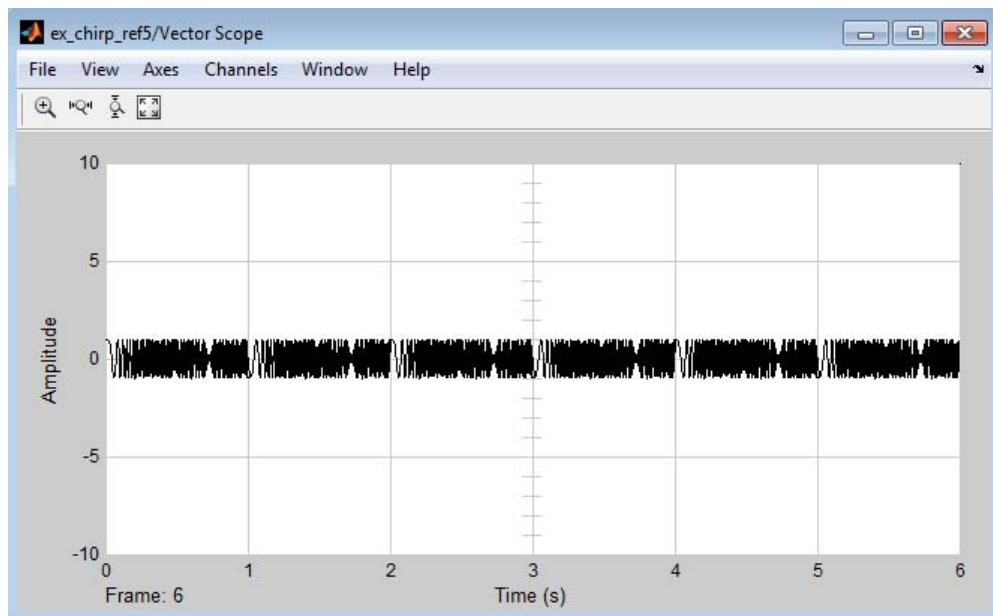 ex_chirp_ref5/Vector Scope
File View Axes Channels Window Help
10
5
0
-5
-10
Amplitude
0 1 2 3 4 5 6
Frame: 6 Time (s)